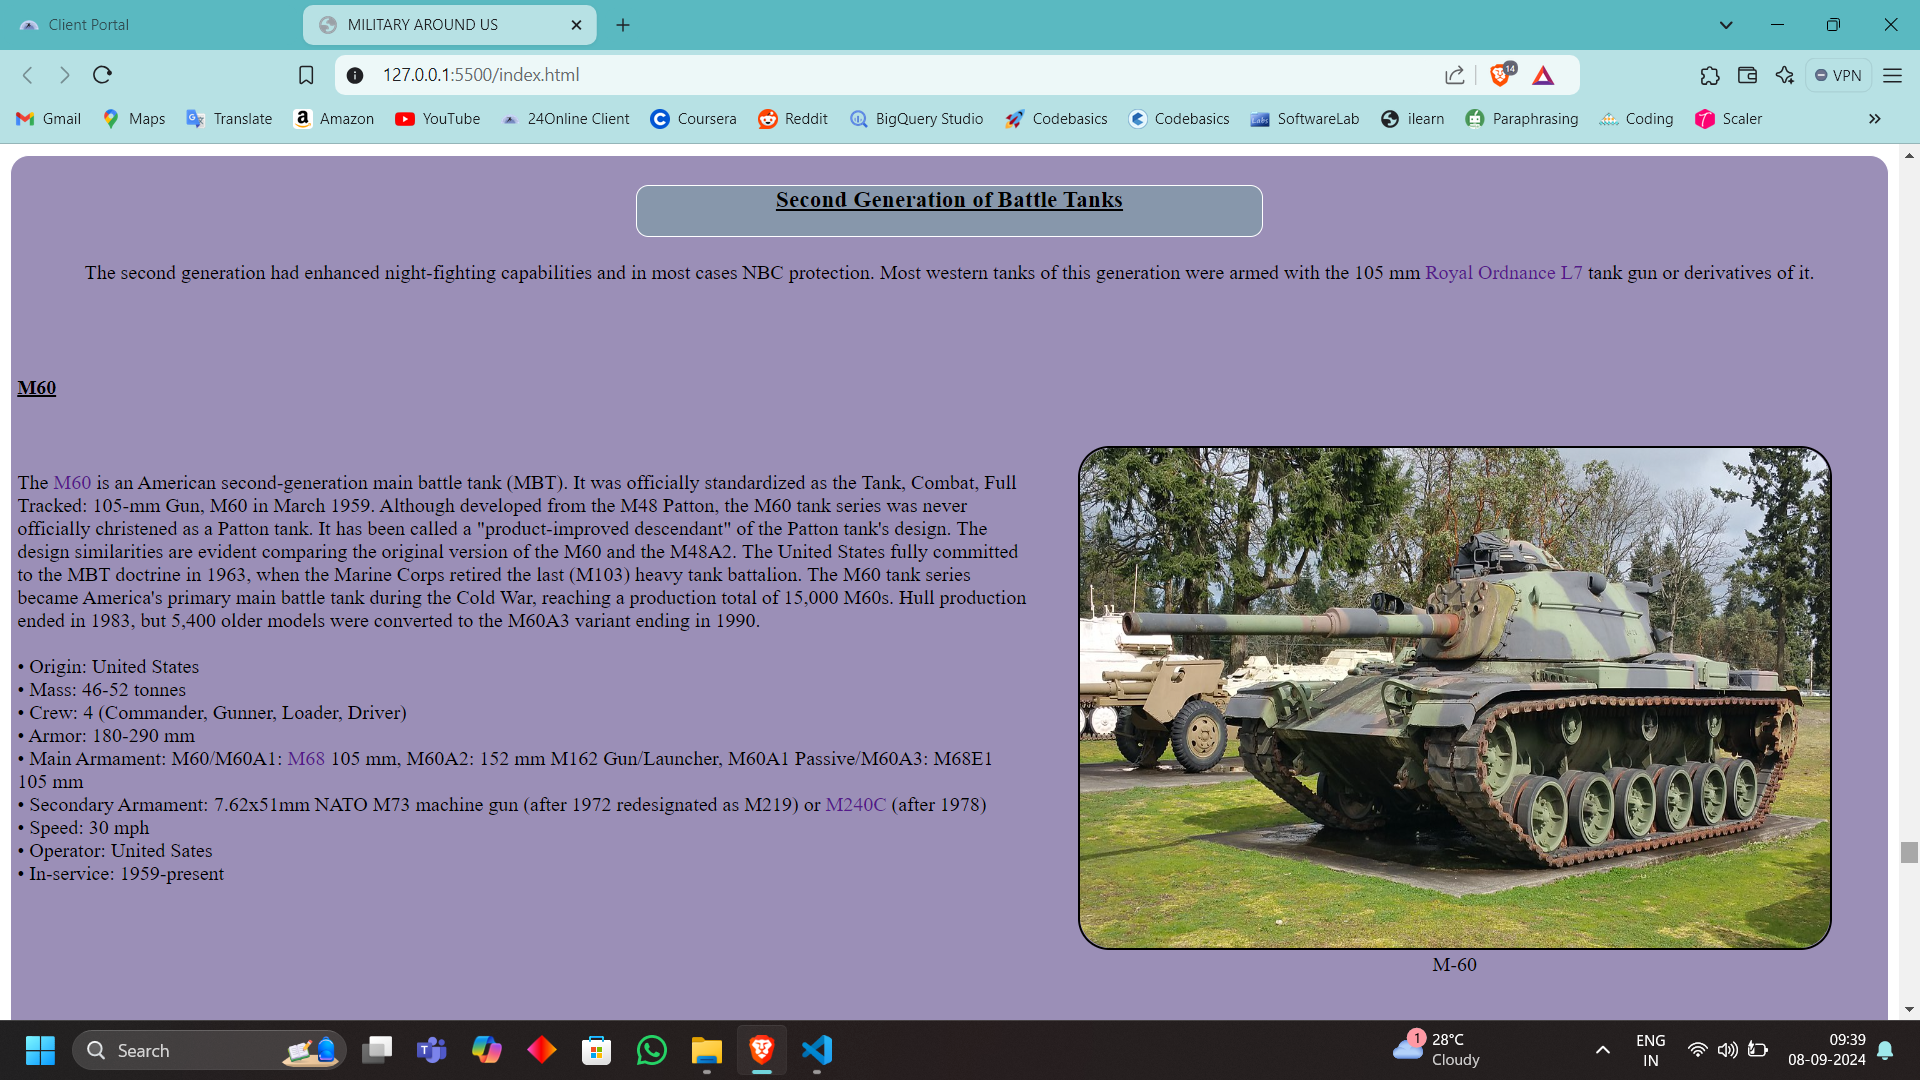 Client Portal
MILITARY AROUND US
127.0.0.1:5500/index.html
14
VPN
Gmail Maps Translate Amazon YouTube 24Online Client Coursera Reddit BigQuery Studio Codebasics Codebasics SoftwareLab ilearn Paraphrasing Coding Scaler
Second Generation of Battle Tanks
The second generation had enhanced night-fighting capabilities and in most cases NBC protection. Most western tanks of this generation were armed with the 105 mm Royal Ordnance L7 tank gun or derivatives of it.
M60
The M60 is an American second-generation main battle tank (MBT). It was officially standardized as the Tank, Combat, Full
Tracked: 105-mm Gun, M60 in March 1959. Although developed from the M48 Patton, the M60 tank series was never
officially christened as a Patton tank. It has been called a "product-improved descendant" of the Patton tank's design. The
design similarities are evident comparing the original version of the M60 and the M48A2. The United States fully committed
to the MBT doctrine in 1963, when the Marine Corps retired the last (M103) heavy tank battalion. The M60 tank series
became America's primary main battle tank during the Cold War, reaching a production total of 15,000 M60s. Hull production
ended in 1983, but 5,400 older models were converted to the M60A3 variant ending in 1990.
• Origin: United States
• Mass: 46-52 tonnes
• Crew: 4 (Commander, Gunner, Loader, Driver)
• Armor: 180-290 mm
• Main Armament: M60/M60A1: M68 105 mm, M60A2: 152 mm M162 Gun/Launcher, M60A1 Passive/M60A3: M68E1
105 mm
• Secondary Armament: 7.62x51mm NATO M73 machine gun (after 1972 redesignated as M219) or M240C (after 1978)
• Speed: 30 mph
• Operator: United Sates
• In-service: 1959-present
M-60
Search
1
28°C
Cloudy
ENG
IN
09:39
08-09-2024